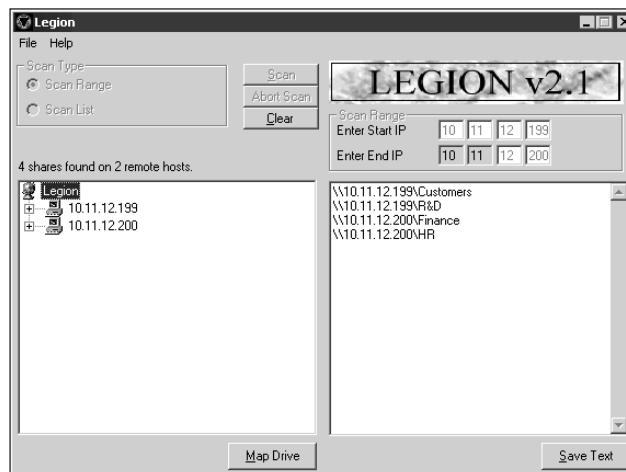 Legion
File Help
Scan Type
Scan Range
Scan List
Scan
Abort Scan
Clear
LEGION v2.1
Scan Range
Enter Start IP 10 11 12 199
Enter End IP 10 11 12 200
4 shares found on 2 remote hosts.
Legion
10.11.12.199
10.11.12.200
\\10.11.12.199\Customers
\\10.11.12.199\R&D
\\10.11.12.200\Finance
\\10.11.12.200\HR
Map Drive
Save Text